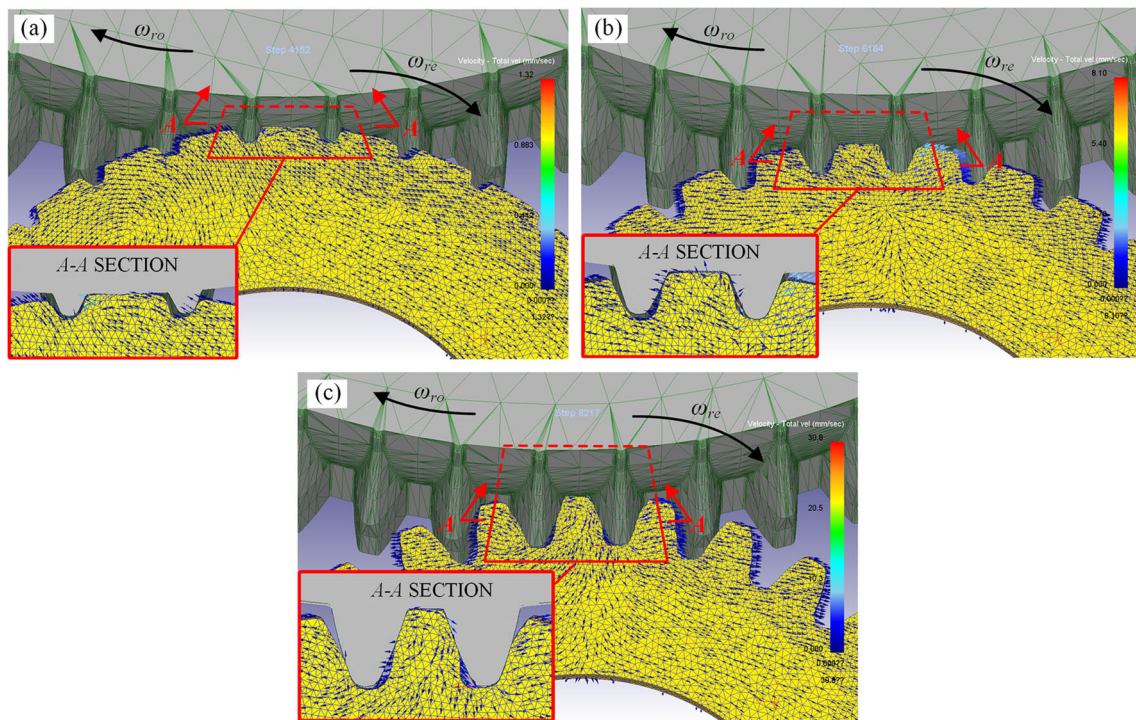 (a)
ω_ro
Step 4152
ω_re
Velocity - Total vel (mm/sec)
1.32
0.883
0.000
A
A
A-A SECTION
(b)
ω_ro
Step 6164
ω_re
Velocity - Total vel (mm/sec)
8.10
5.40
0.000
A
A
A-A SECTION
(c)
ω_ro
Step 8217
ω_re
Velocity - Total vel (mm/sec)
30.8
20.5
10.3
0.000
A
A
A-A SECTION